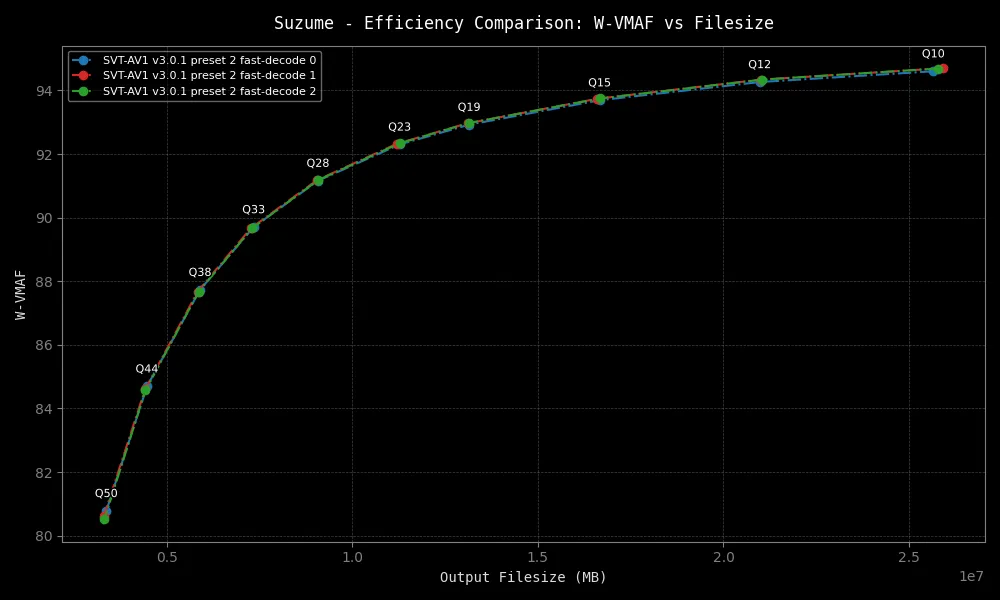 Suzume - Efficiency Comparison: W-VMAF vs Filesize
SVT-AV1 v3.0.1 preset 2 fast-decode 0
SVT-AV1 v3.0.1 preset 2 fast-decode 1
SVT-AV1 v3.0.1 preset 2 fast-decode 2
Q10
Q12
Q15
Q19
Q23
Q28
Q33
Q38
Q44
Q50
94
92
90
88
86
84
82
80
W-VMAF
0.5
1.0
1.5
2.0
2.5
1e7
Output Filesize (MB)